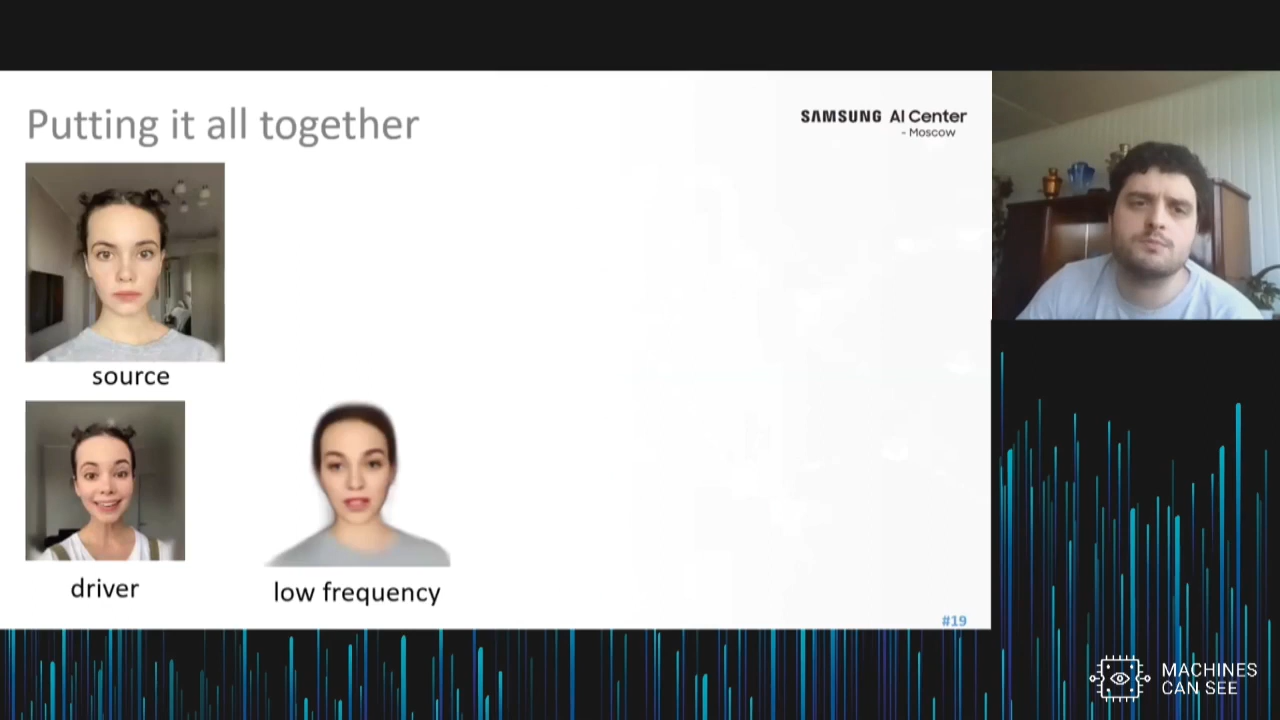 Putting it all together
SAMSUNG AI Center
- Moscow
source
driver
low frequency
#19
MACHINES
CAN SEE